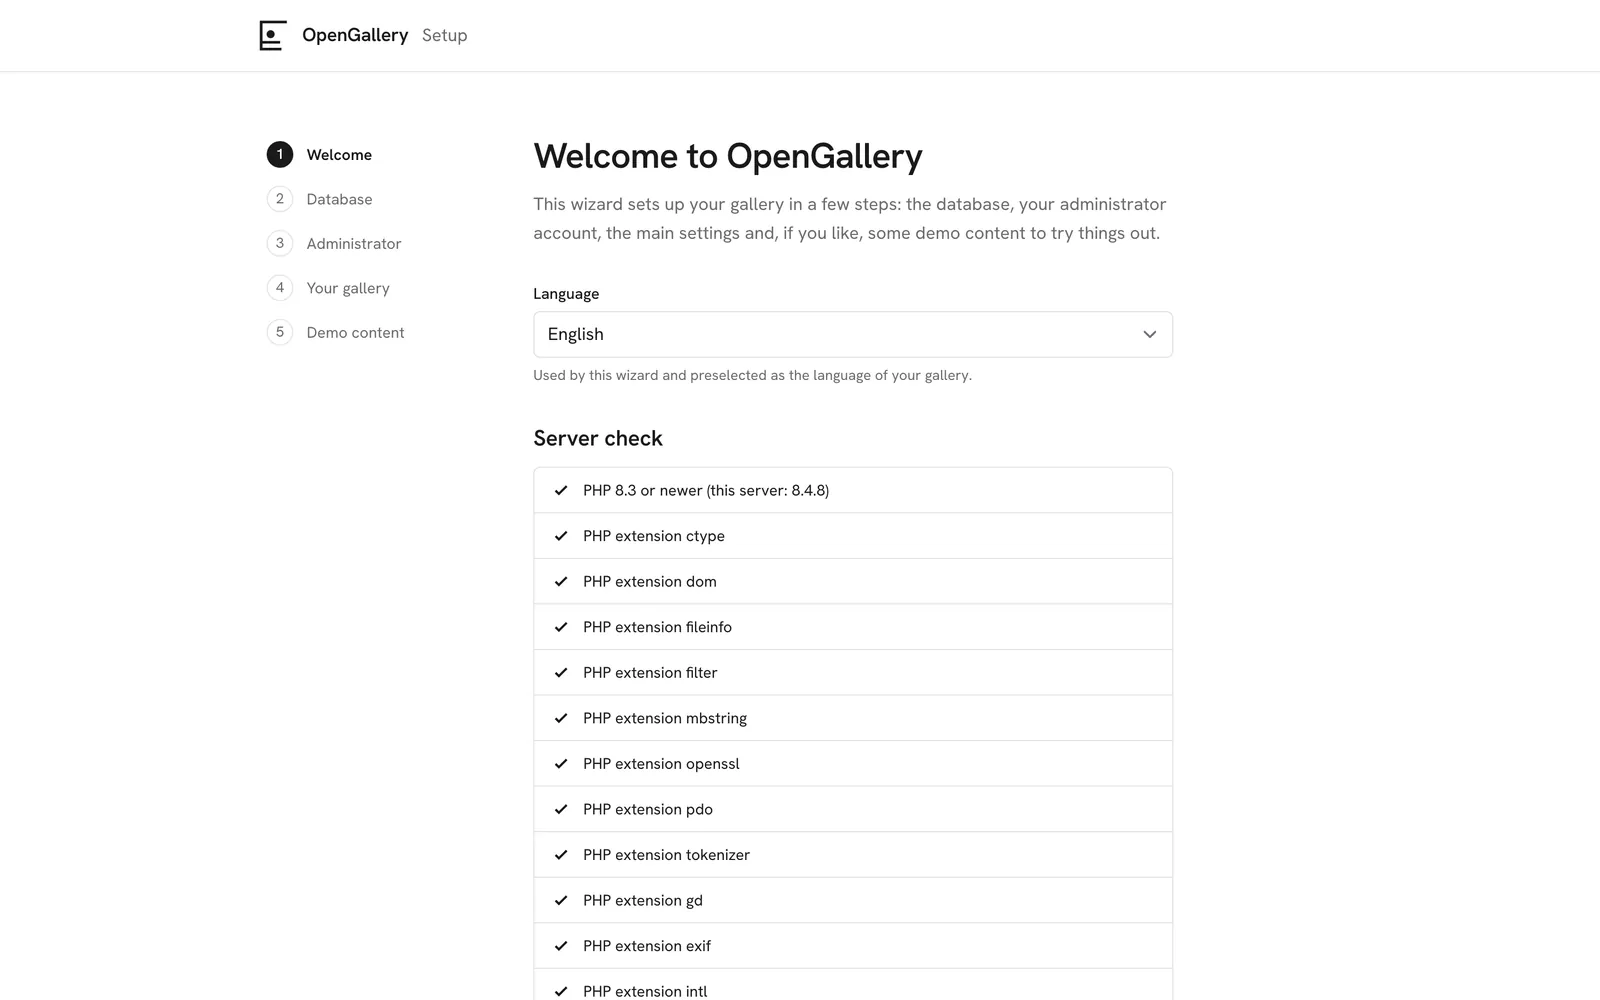 OpenGallery Setup
1 Welcome
2 Database
3 Administrator
4 Your gallery
5 Demo content
Welcome to OpenGallery
This wizard sets up your gallery in a few steps: the database, your administrator
account, the main settings and, if you like, some demo content to try things out.
Language
English
Used by this wizard and preselected as the language of your gallery.
Server check
PHP 8.3 or newer (this server: 8.4.8)
PHP extension ctype
PHP extension dom
PHP extension fileinfo
PHP extension filter
PHP extension mbstring
PHP extension openssl
PHP extension pdo
PHP extension tokenizer
PHP extension gd
PHP extension exif
PHP extension intl